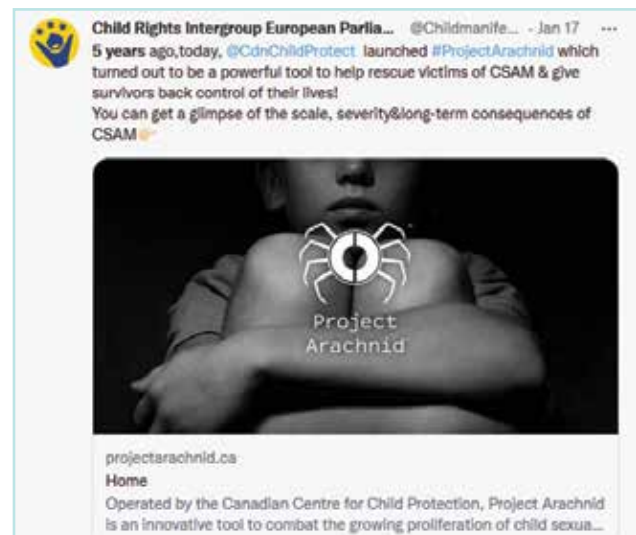 Child Rights Intergroup European Parlia... @Childmanife... - Jan 17 ...
5 years ago,today, @CdnChildProtect launched #ProjectArachnid which
turned out to be a powerful tool to help rescue victims of CSAM & give
survivors back control of their lives!
You can get a glimpse of the scale, severity&long-term consequences of
CSAM👉
Project
Arachnid
projectarachnid.ca
Home
Operated by the Canadian Centre for Child Protection, Project Arachnid
is an innovative tool to combat the growing proliferation of child sexua...